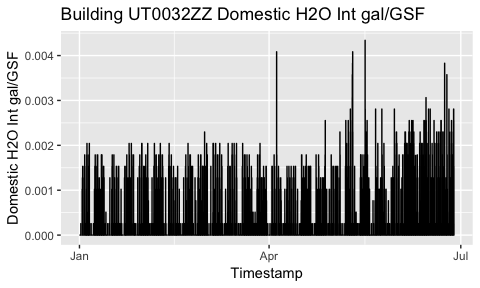 Building UT0032ZZ Domestic H2O Int gal/GSF
Domestic H2O Int gal/GSF
0.004
0.003
0.002
0.001
0.000
Jan
Apr
Jul
Timestamp